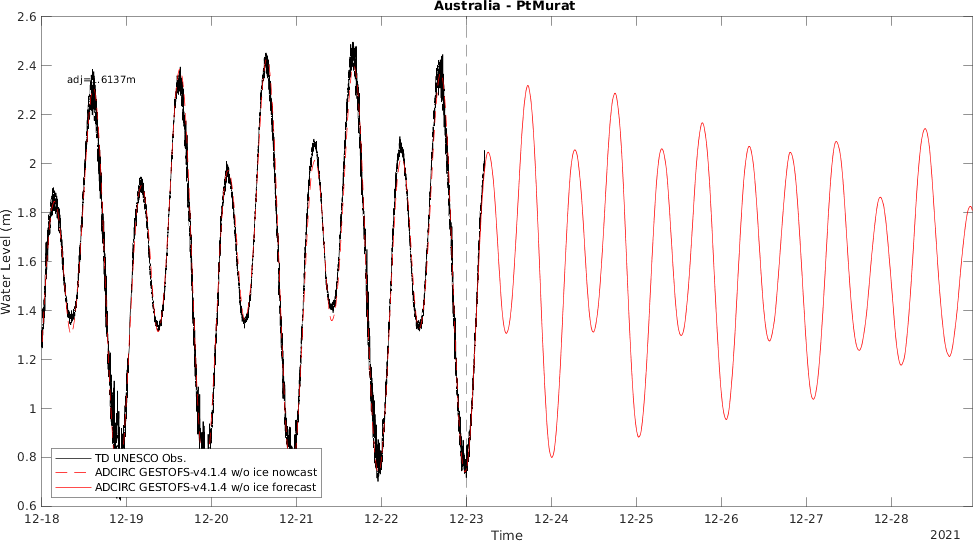 Australia - PtMurat
2.6
2.4
2.2
2
1.8
1.6
1.4
1.2
1
0.8
0.6
Water Level (m)
TD UNESCO Obs.
ADCIRC GESTOFS-v4.1.4 w/o ice nowcast
ADCIRC GESTOFS-v4.1.4 w/o ice forecast
12-18 12-19 12-20 12-21 12-22 12-23 12-24 12-25 12-26 12-27 12-28
Time
2021